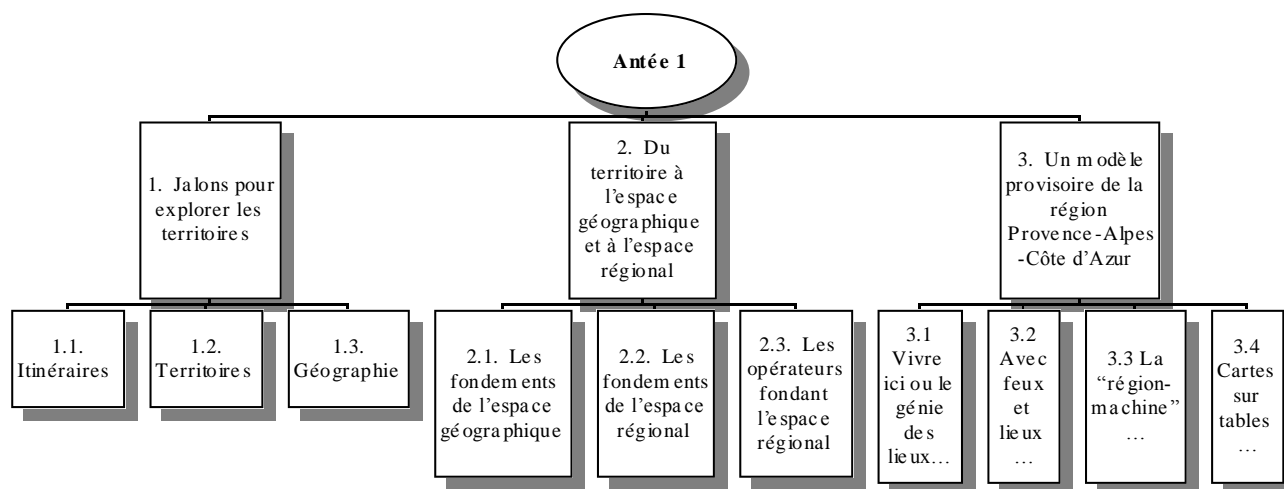 Antée 1
1. Jalons pour
explorer les
territoires
2. Du
territoire à
l’espace
géographique
et à l’espace
régional
3. Un modèle
provisoire de la
région
Provence-Alpes
-Côte d’Azur
1.1.
Itinéraires
1.2.
Territoires
1.3.
Géographie
2.1. Les
fondements
de l’espace
géographique
2.2. Les
fondements
de l’espace
régional
2.3. Les
opérateurs
fondant
l’espace
régional
3.1
Vivre
ici ou le
génie
des
lieux…
3.2
Avec
feux
et
lieux
…
3.3 La
“région-
machine”
…
3.4
Cartes
sur
tables
…